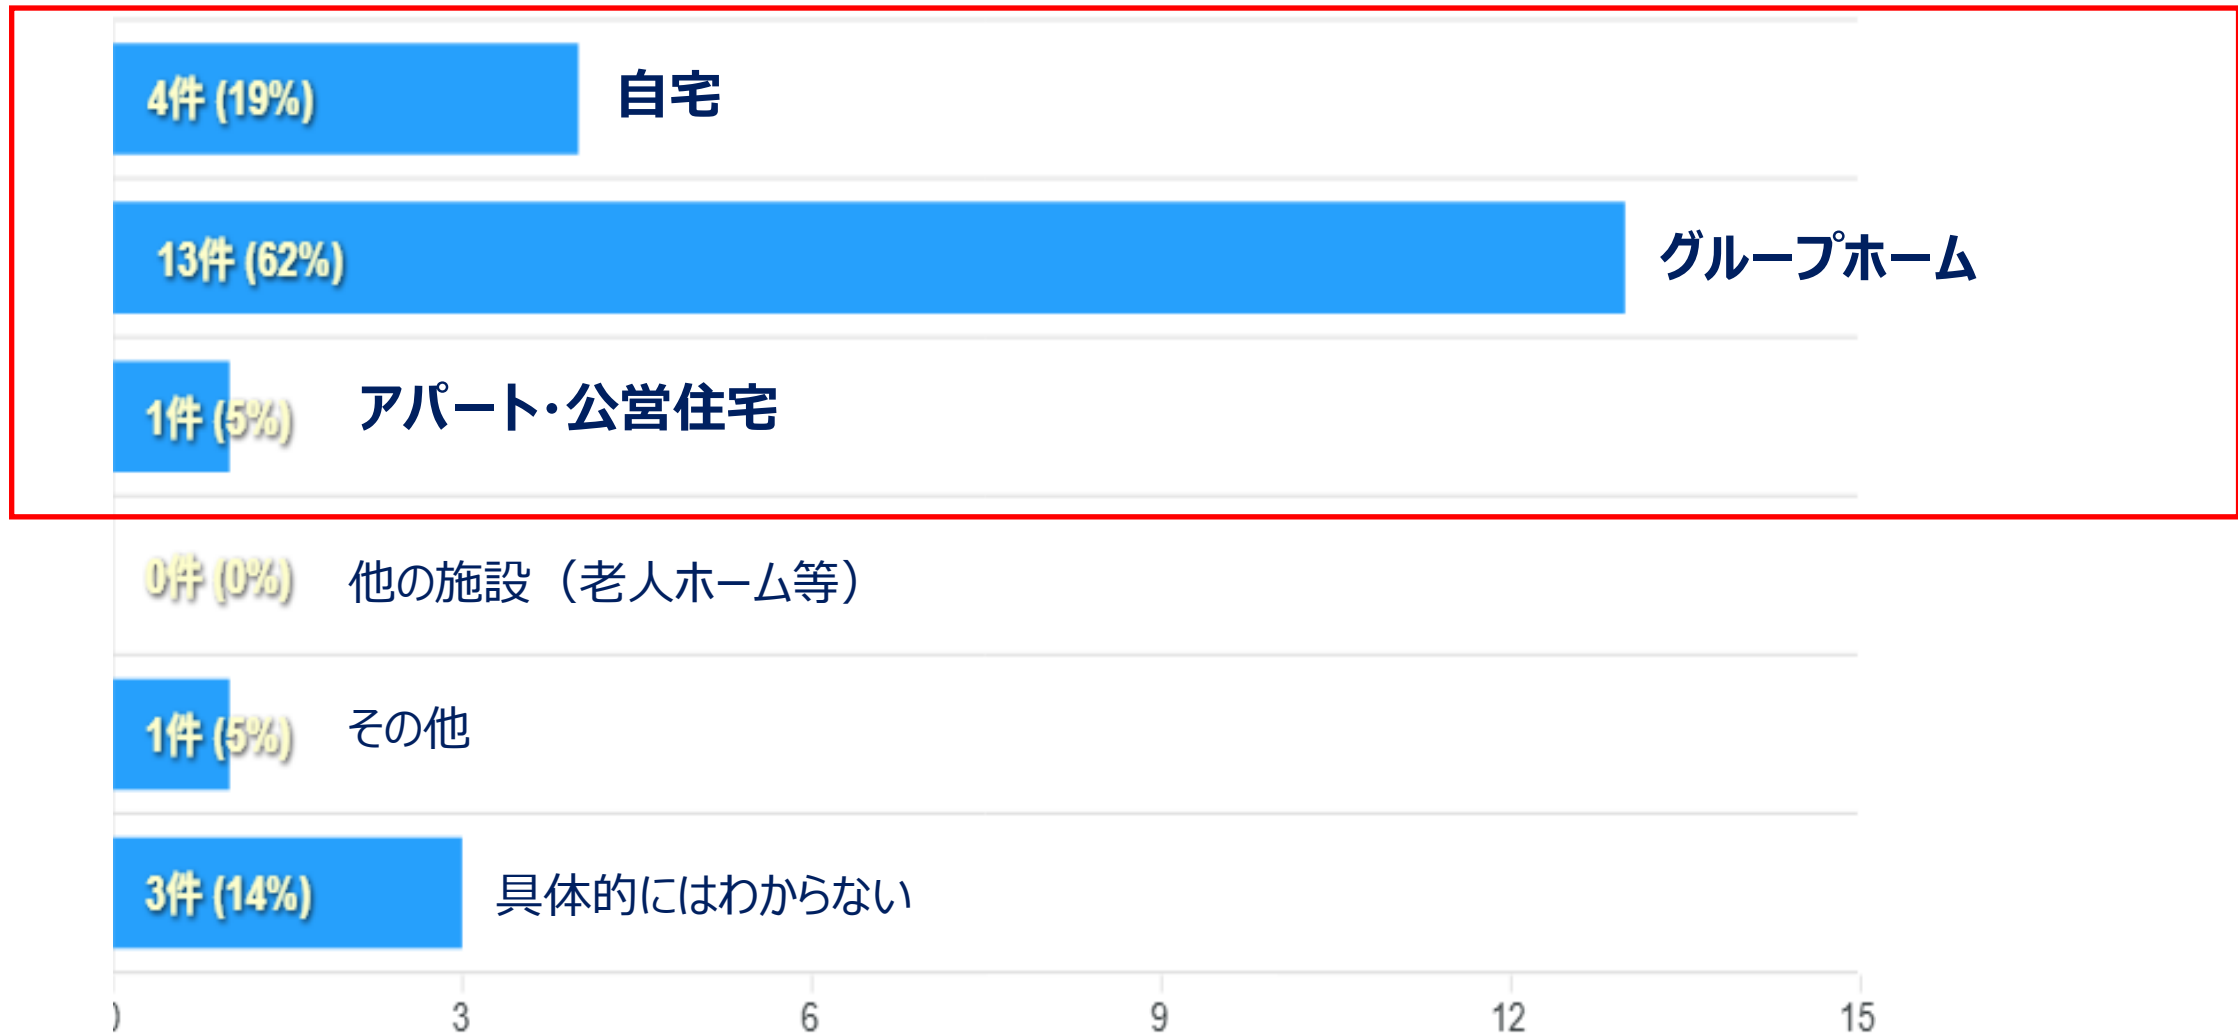 4件 (19%) 自宅
13件 (62%) グループホーム
1件 (5%) アパート・公営住宅
0件 (0%) 他の施設（老人ホーム等）
1件 (5%) その他
3件 (14%) 具体的にはわからない
0 3 6 9 12 15